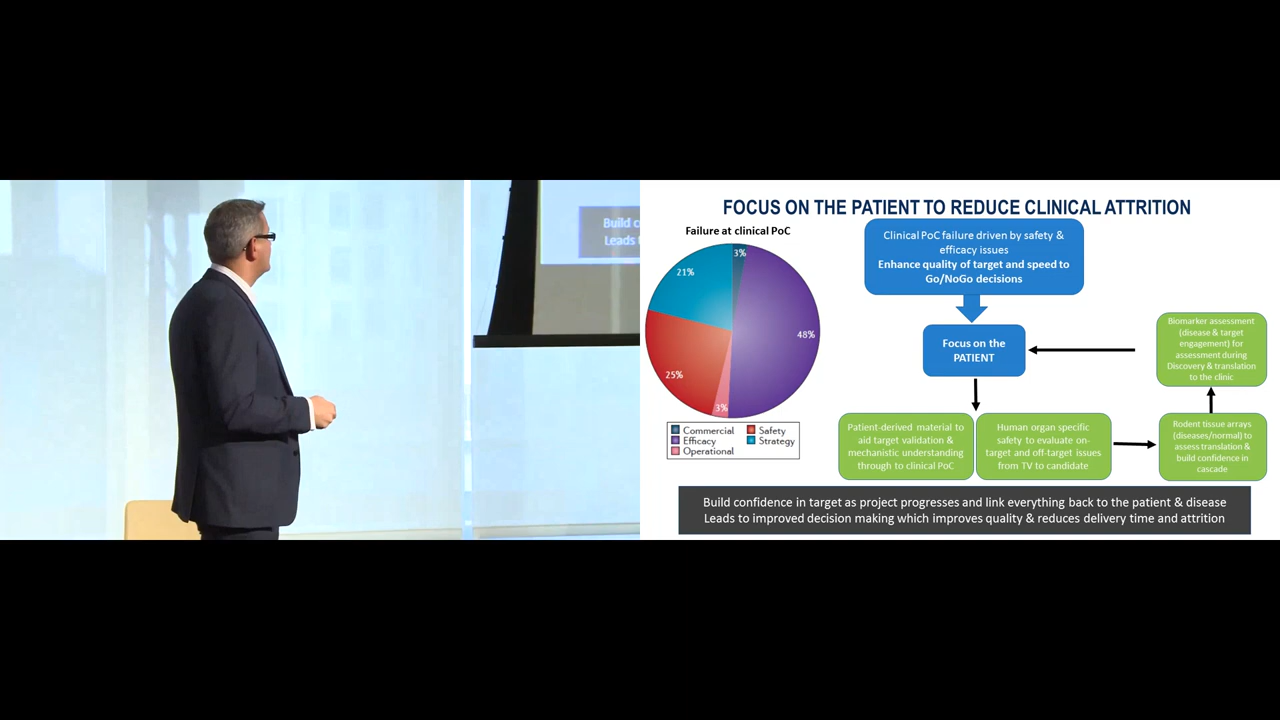 Build
Leads
FOCUS ON THE PATIENT TO REDUCE CLINICAL ATTRITION
Failure at clinical PoC
3%
21%
48%
25%
3%
Commercial
Safety
Efficacy
Strategy
Operational
Clinical PoC failure driven by safety &
efficacy issues
Enhance quality of target and speed to
Go/NoGo decisions
Focus on the
PATIENT
Biomarker assessment
(disease & target
engagement) for
assessment during
Discovery & translation
to the clinic
Patient-derived material to
aid target validation &
mechanistic understanding
through to clinical PoC
Human organ specific
safety to evaluate on-
target and off-target issues
from TV to candidate
Rodent tissue arrays
(diseases/normal) to
assess translation &
build confidence in
cascade
Build confidence in target as project progresses and link everything back to the patient & disease
Leads to improved decision making which improves quality & reduces delivery time and attrition